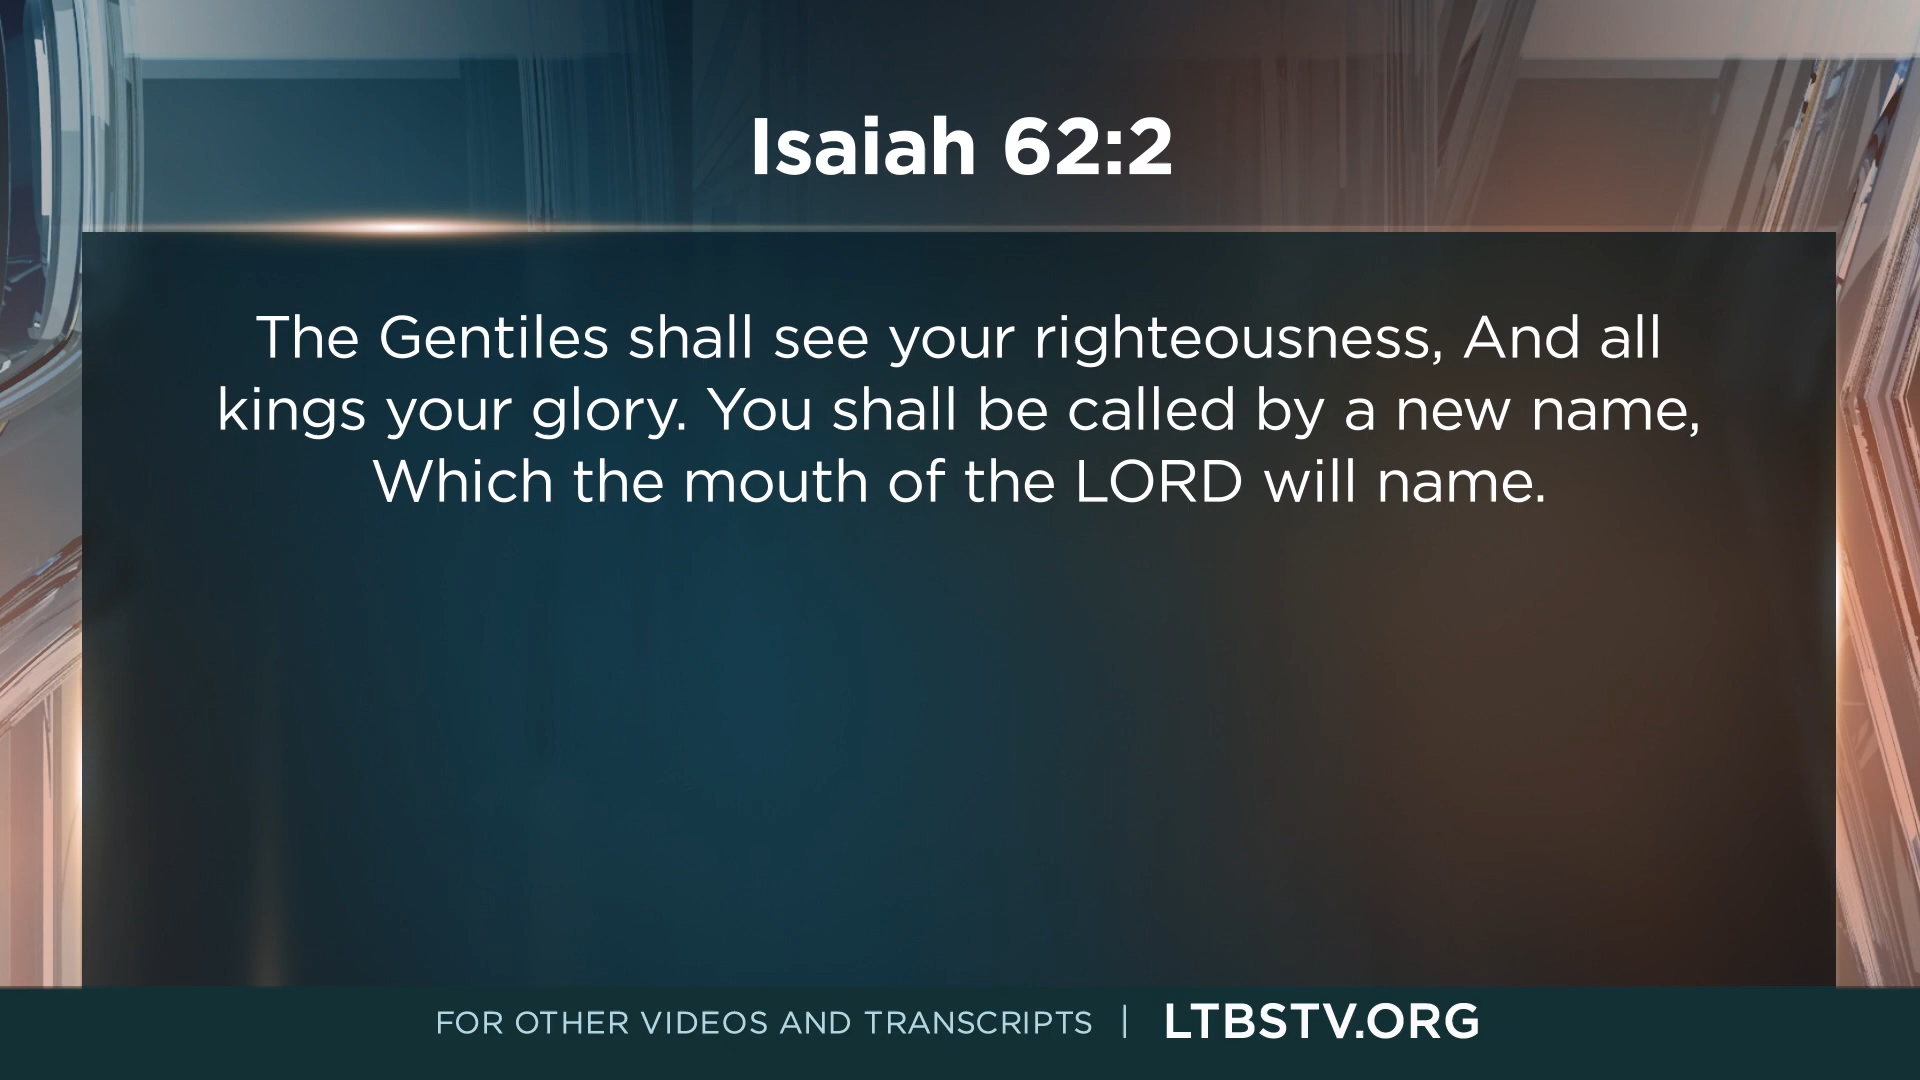 Isaiah 62:2
The Gentiles shall see your righteousness, And all
kings your glory. You shall be called by a new name,
Which the mouth of the LORD will name.
FOR OTHER VIDEOS AND TRANSCRIPTS | LTBSTV.ORG